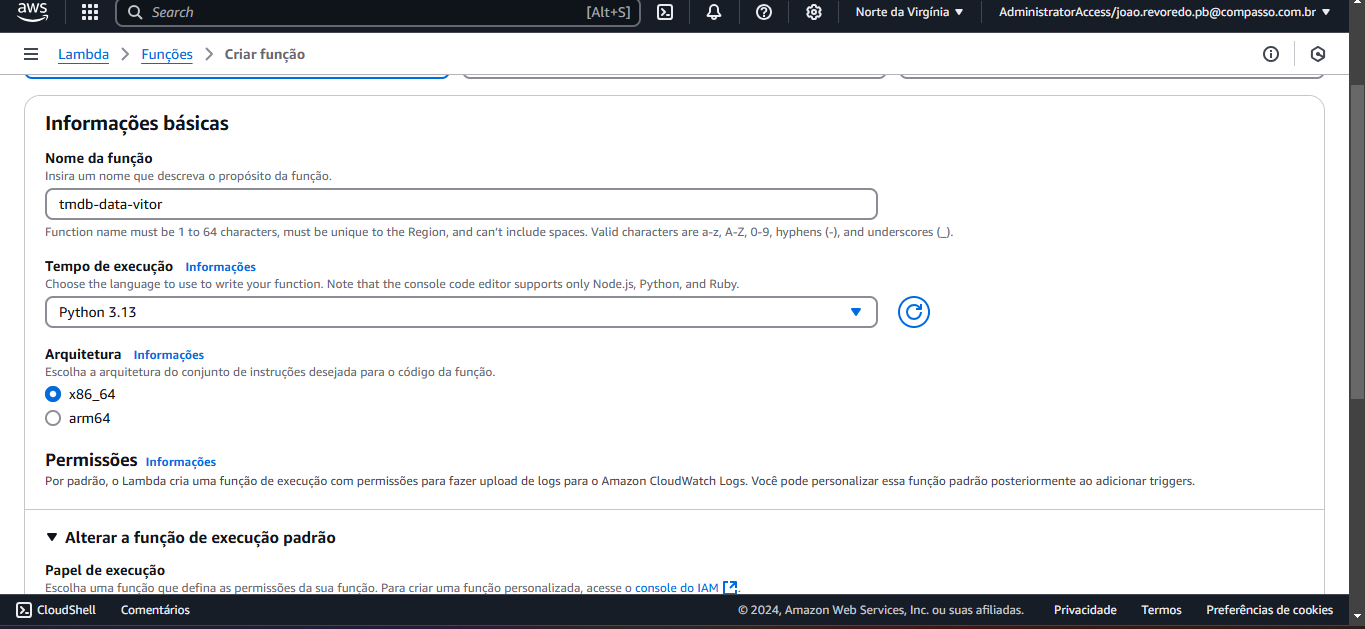 aws
Search [Alt+S] Norte da Virgínia AdministratorAccess/joao.revoredo.pb@compasso.com.br
Lambda Funções Criar função
Informações básicas
Nome da função
Insira um nome que descreva o propósito da função.
tmdb-data-vitor
Function name must be 1 to 64 characters, must be unique to the Region, and can't include spaces. Valid characters are a-z, A-Z, 0-9, hyphens (-), and underscores (_).
Tempo de execução Informações
Choose the language to use to write your function. Note that the console code editor supports only Node.js, Python, and Ruby.
Python 3.13
Arquitetura Informações
Escolha a arquitetura do conjunto de instruções desejada para o código da função.
x86_64
arm64
Permissões Informações
Por padrão, o Lambda cria uma função de execução com permissões para fazer upload de logs para o Amazon CloudWatch Logs. Você pode personalizar essa função padrão posteriormente ao adicionar triggers.
Alterar a função de execução padrão
Papel de execução
Escolha uma função que defina as permissões da sua função. Para criar uma função personalizada, acesse o console do IAM.
CloudShell Comentários © 2024, Amazon Web Services, Inc. ou suas afiliadas. Privacidade Termos Preferências de cookies